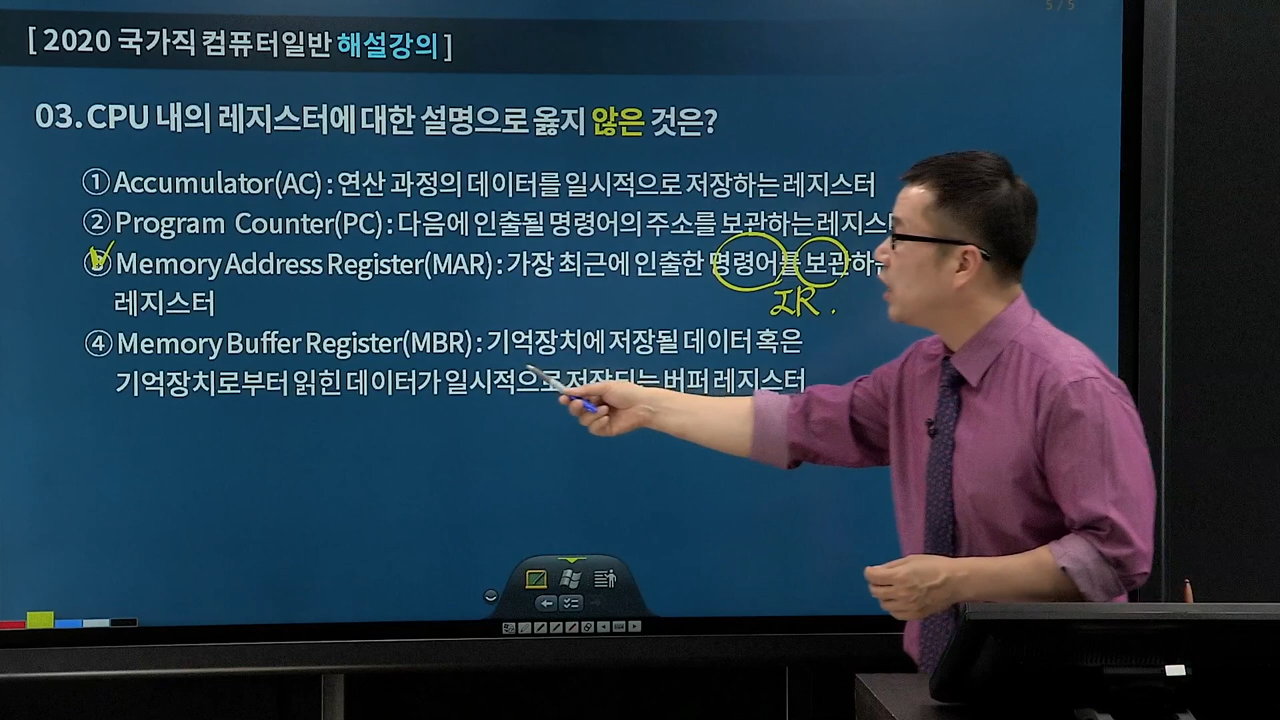 5 / 5
[ 2020 국가직 컴퓨터일반 해설강의 ]
03. CPU 내의 레지스터에 대한 설명으로 옳지 않은 것은?
① Accumulator(AC) : 연산 과정의 데이터를 일시적으로 저장하는 레지스터
② Program Counter(PC) : 다음에 인출될 명령어의 주소를 보관하는 레지스
Memory Address Register(MAR) : 가장 최근에 인출한 명령어를 보관하는
IR.
레지스터
④ Memory Buffer Register(MBR) : 기억장치에 저장될 데이터 혹은
기억장치로부터 읽힌 데이터가 일시적으로 저장되는 버퍼 레지스터